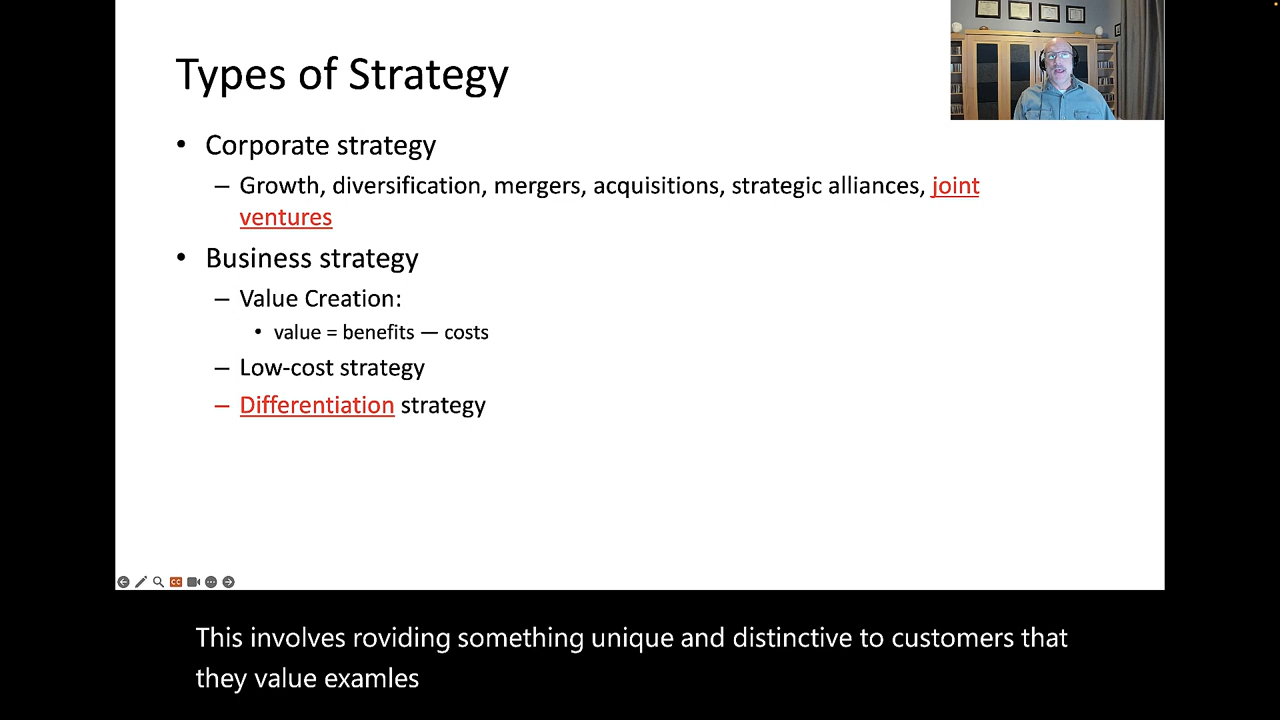 Types of Strategy
• Corporate strategy
– Growth, diversification, mergers, acquisitions, strategic alliances, joint
ventures
• Business strategy
– Value Creation:
• value = benefits — costs
– Low-cost strategy
– Differentiation strategy
CC
This involves roviding something unique and distinctive to customers that
they value examles